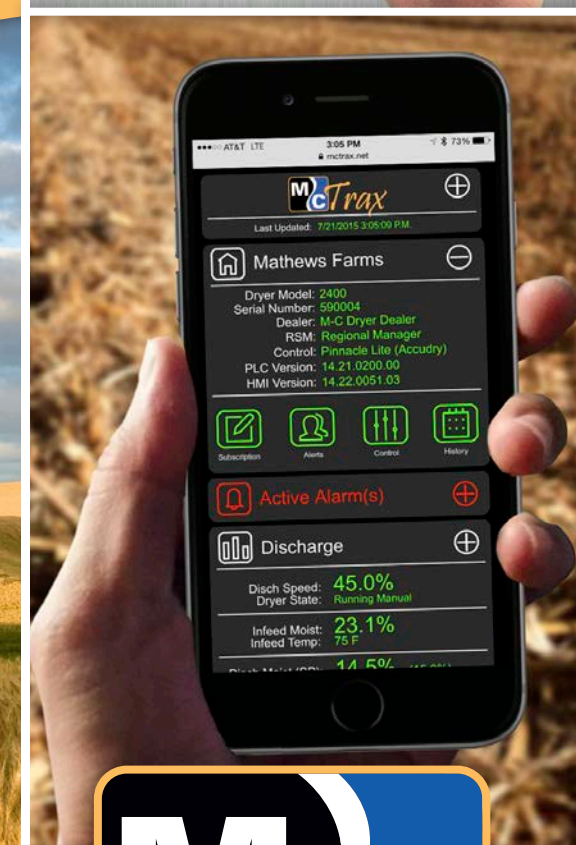 AT&T LTE 3:05 PM 73%
mctrax.net
MC Trax
Last Updated: 7/21/2015 3:05:09 P.M.
Mathews Farms
Dryer Model: 2400
Serial Number: 590004
Dealer: M-C Dryer Dealer
RSM: Regional Manager
Control: Pinnacle Lite (Accudry)
PLC Version: 14.21.0200.00
HMI Version: 14.22.0051.03
Subscription Alerts Control History
Active Alarm(s)
Discharge
Disch Speed: 45.0%
Dryer State: Running Manual
Infeed Moist: 23.1%
Infeed Temp: 75 F
14.5%
M